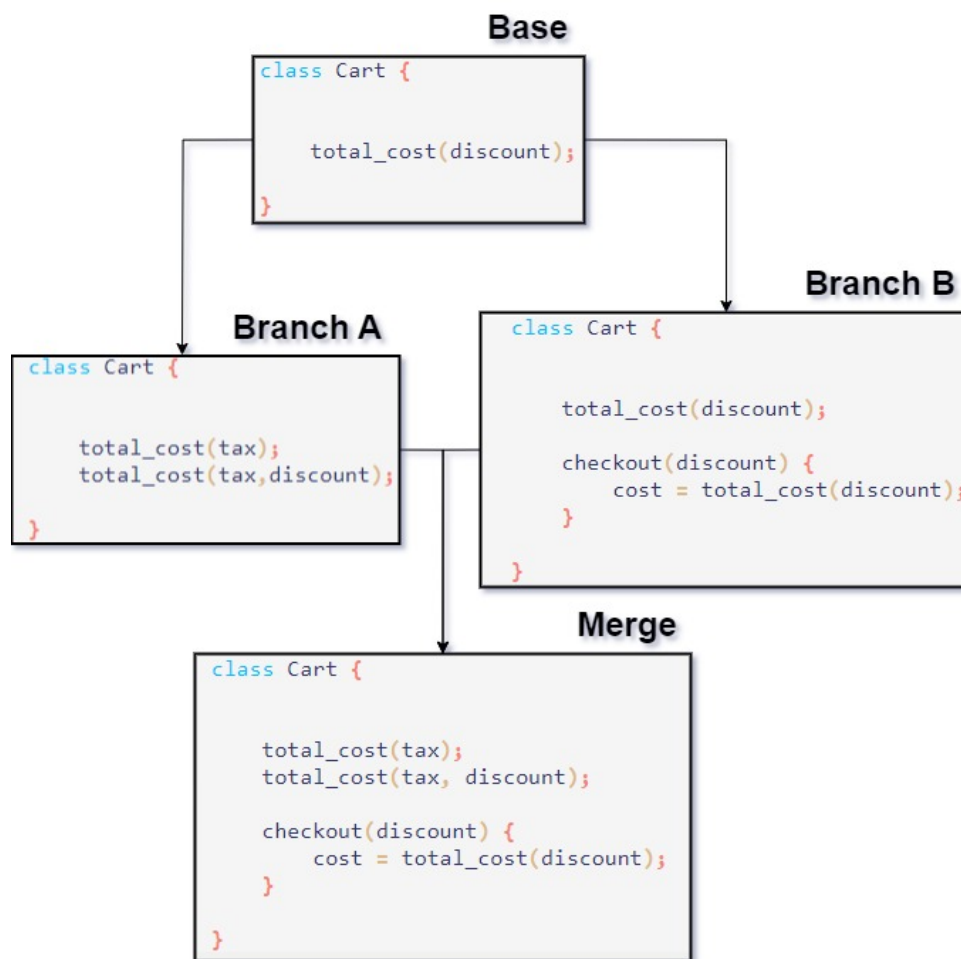 Base
class Cart {
total_cost(discount);
}
Branch A
class Cart {
total_cost(tax);
total_cost(tax,discount);
}
Branch B
class Cart {
total_cost(discount);
checkout(discount) {
cost = total_cost(discount);
}
}
Merge
class Cart {
total_cost(tax);
total_cost(tax, discount);
checkout(discount) {
cost = total_cost(discount);
}
}